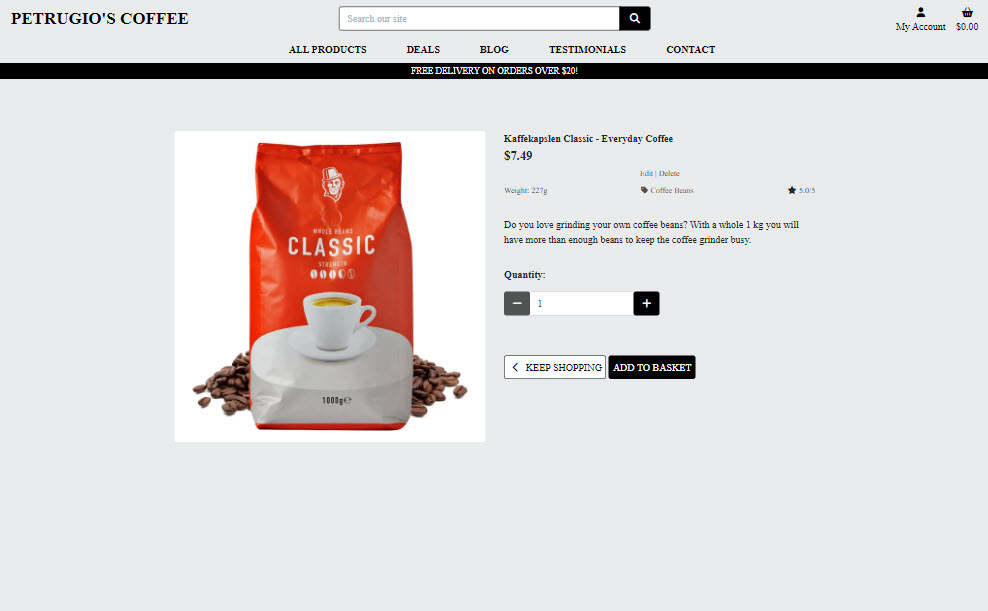 PETRUGIO'S COFFEE
Search our site
My Account
$0.00
ALL PRODUCTS
DEALS
BLOG
TESTIMONIALS
CONTACT
FREE DELIVERY ON ORDERS OVER $20!
WHOLE BEANS
CLASSIC
STRENGTH
1000g℮
Kaffekapslen Classic - Everyday Coffee
$7.49
Edit | Delete
Weight: 227g
Coffee Beans
5.0/5
Do you love grinding your own coffee beans? With a whole 1 kg you will
have more than enough beans to keep the coffee grinder busy.
Quantity:
1
KEEP SHOPPING
ADD TO BASKET